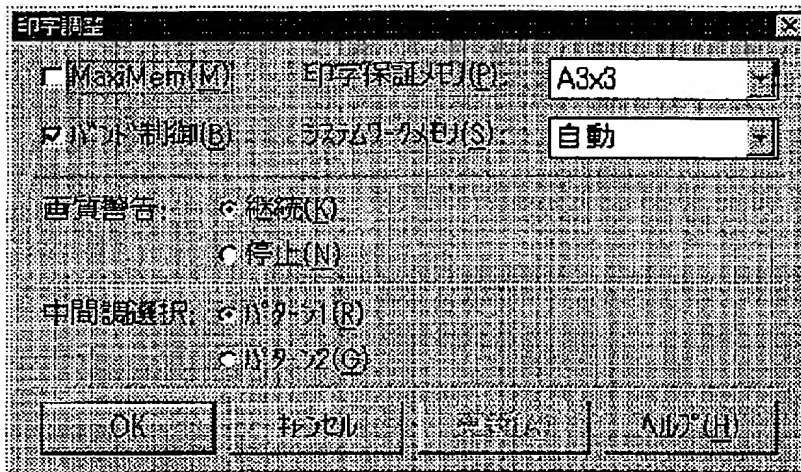 印字調整
MaxiMem(M) 印字保証ﾒﾓﾘ(P): A3x3
ﾊﾞﾝﾄﾞ制御(B) ｼｽﾃﾑﾜｰｸﾒﾓﾘ(S): 自動
画質警告: 継続(K)
停止(N)
中間調選択: ﾊﾟﾀｰﾝ1(R)
ﾊﾟﾀｰﾝ2(G)
OK ｷｬﾝｾﾙ ﾍﾙﾌﾟ(H)